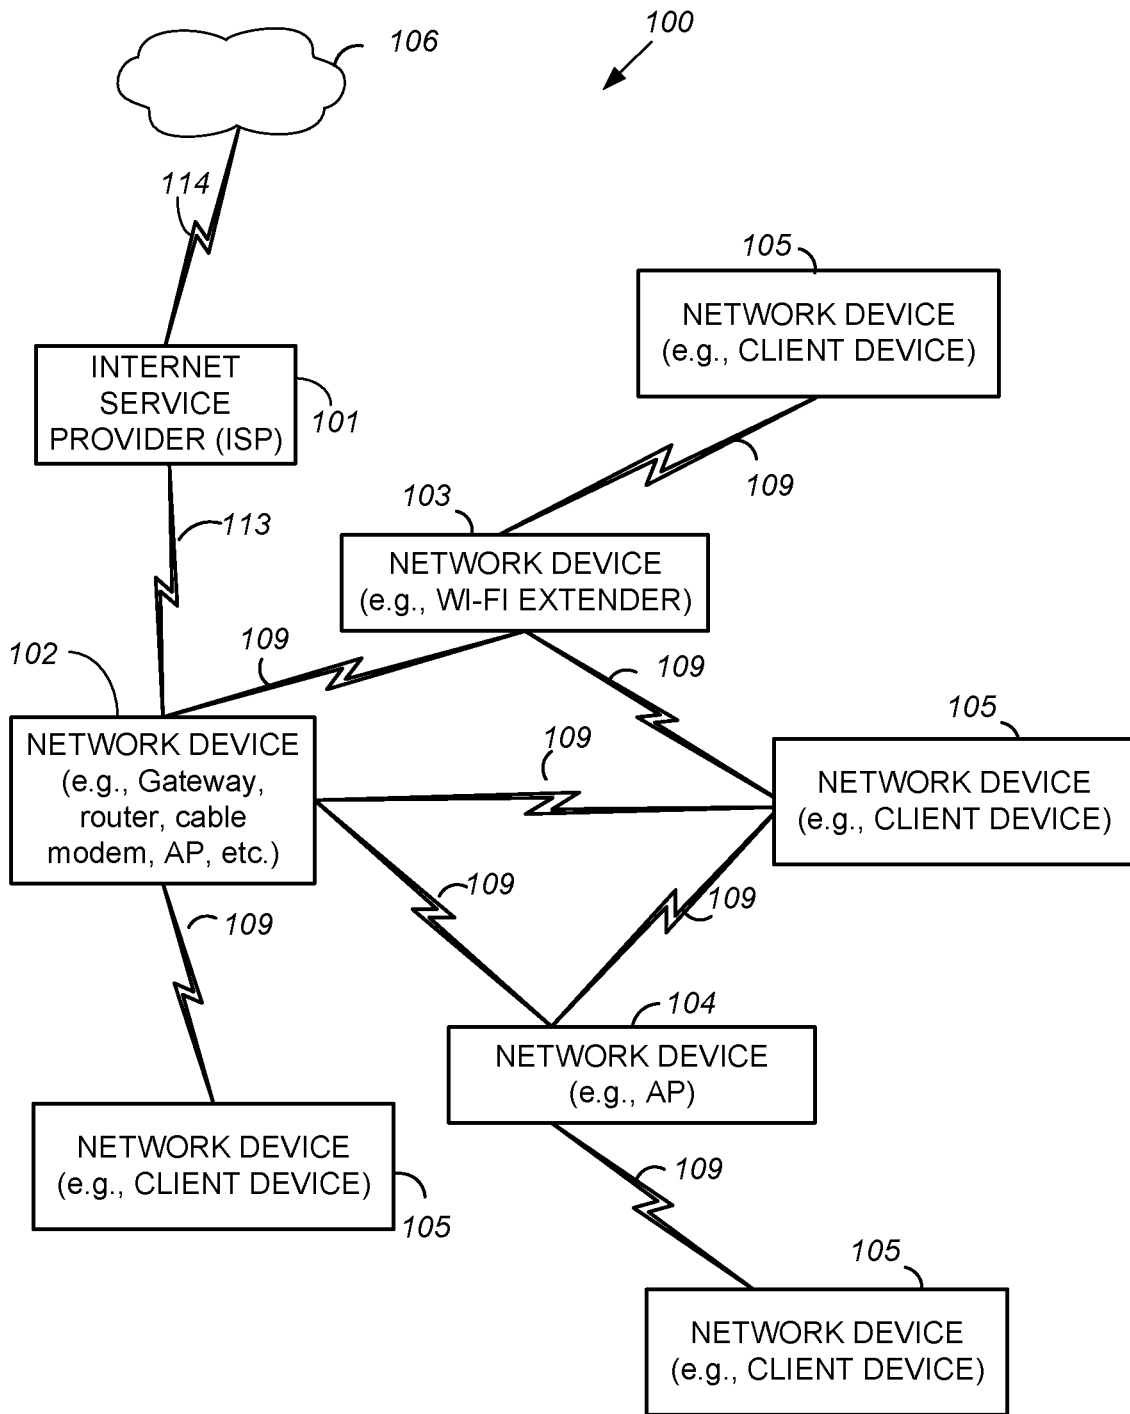 106
100
114
105
NETWORK DEVICE
(e.g., CLIENT DEVICE)
INTERNET
SERVICE
PROVIDER (ISP)
101
109
103
113
NETWORK DEVICE
(e.g., WI-FI EXTENDER)
102
109
109
105
NETWORK DEVICE
(e.g., Gateway,
router, cable
modem, AP, etc.)
109
NETWORK DEVICE
(e.g., CLIENT DEVICE)
109
109
109
104
NETWORK DEVICE
(e.g., AP)
NETWORK DEVICE
(e.g., CLIENT DEVICE)
105
109
105
NETWORK DEVICE
(e.g., CLIENT DEVICE)